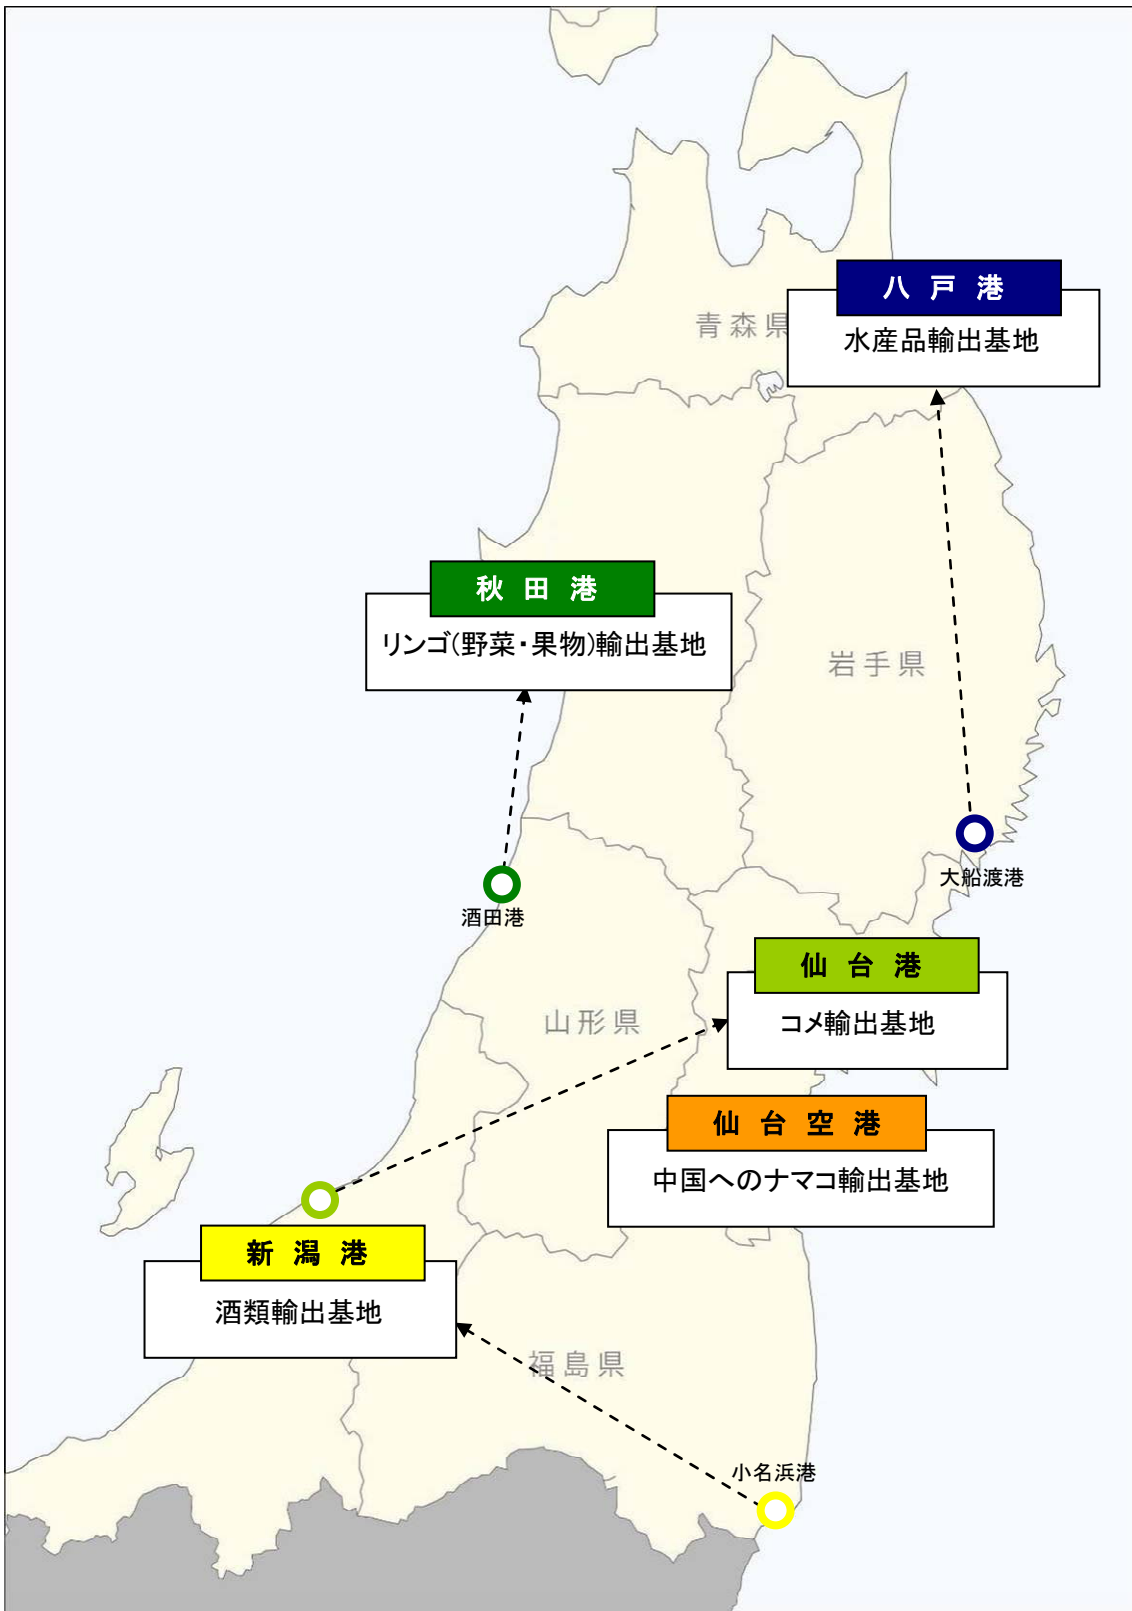 八戸港
青森県
水産品輸出基地
秋田港
リンゴ(野菜・果物)輸出基地
岩手県
大船渡港
酒田港
仙台港
山形県
コメ輸出基地
仙台空港
中国へのナマコ輸出基地
新潟港
酒類輸出基地
福島県
小名浜港